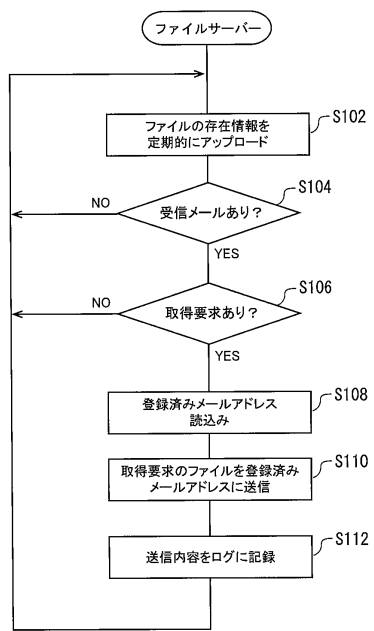 ファイルサーバー
ファイルの存在情報を
定期的にアップロード
S102
受信メールあり？
S104
NO
YES
取得要求あり？
S106
NO
YES
登録済みメールアドレス
読込み
S108
取得要求のファイルを登録済み
メールアドレスに送信
S110
送信内容をログに記録
S112